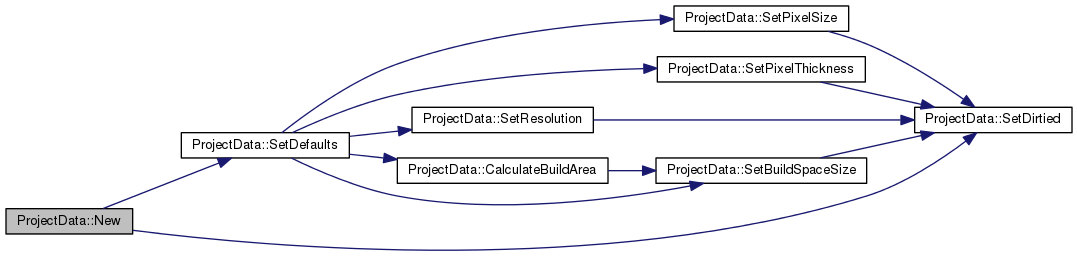 ProjectData::SetPixelSize
ProjectData::SetPixelThickness
ProjectData::SetResolution
ProjectData::SetDirtied
ProjectData::SetDefaults
ProjectData::CalculateBuildArea
ProjectData::SetBuildSpaceSize
ProjectData::New